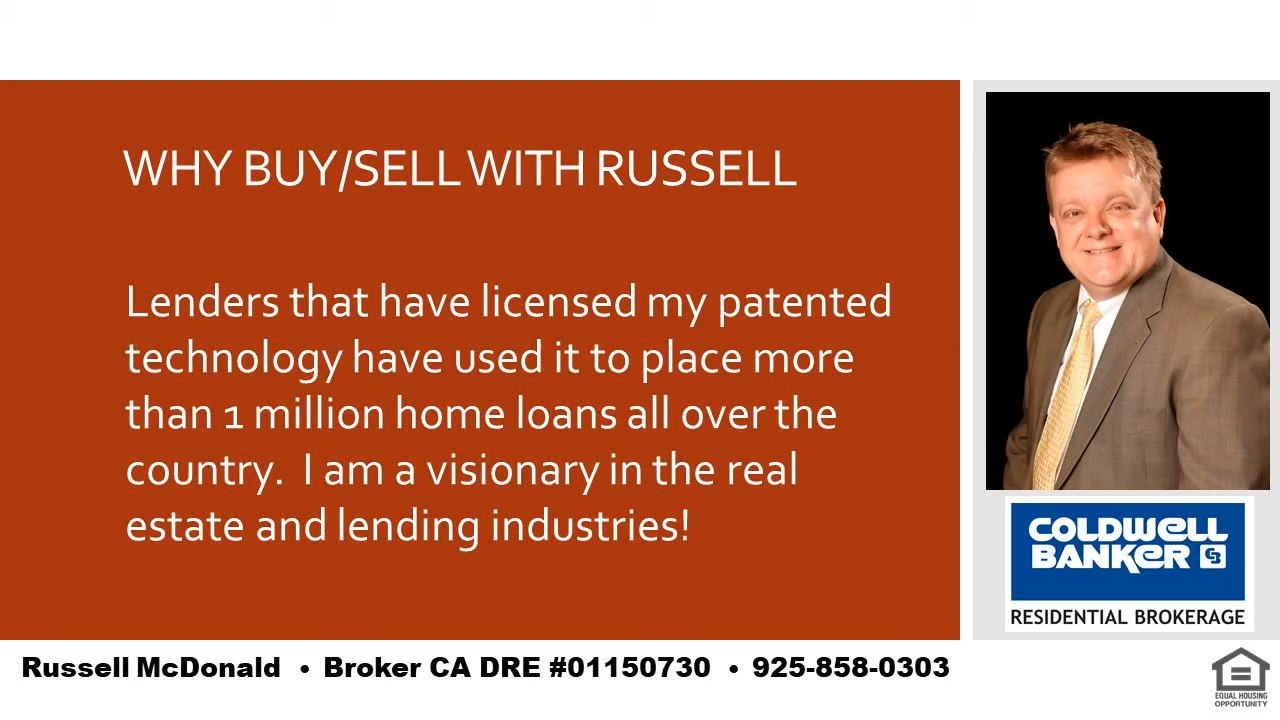 WHY BUY/SELL WITH RUSSELL
Lenders that have licensed my patented
technology have used it to place more
than 1 million home loans all over the
country.  I am a visionary in the real
estate and lending industries!
COLDWELL
BANKER CB
RESIDENTIAL BROKERAGE
Russell McDonald • Broker CA DRE #01150730 • 925-858-0303
EQUAL HOUSING
OPPORTUNITY